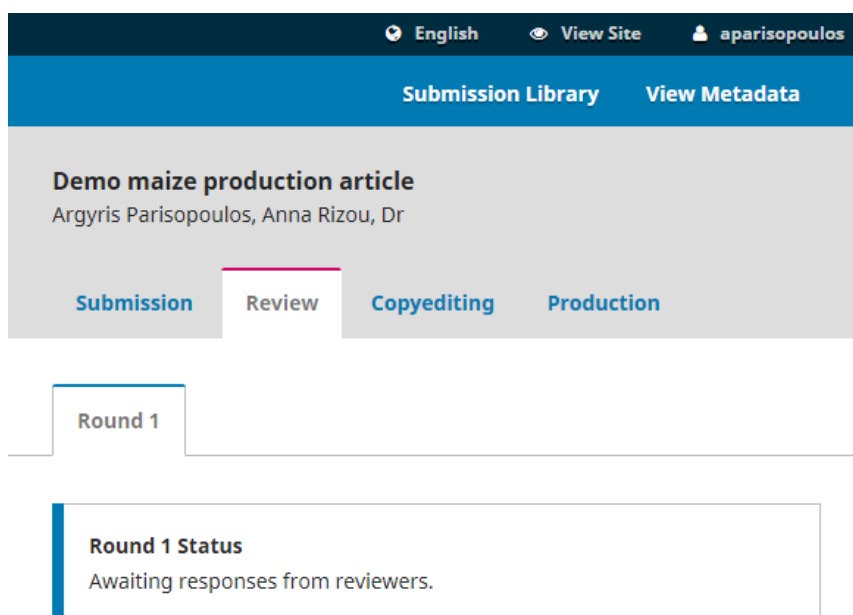 English View Site aparisopoulos
Submission Library View Metadata
Demo maize production article
Argyris Parisopoulos, Anna Rizou, Dr
Submission Review Copyediting Production
Round 1
Round 1 Status
Awaiting responses from reviewers.